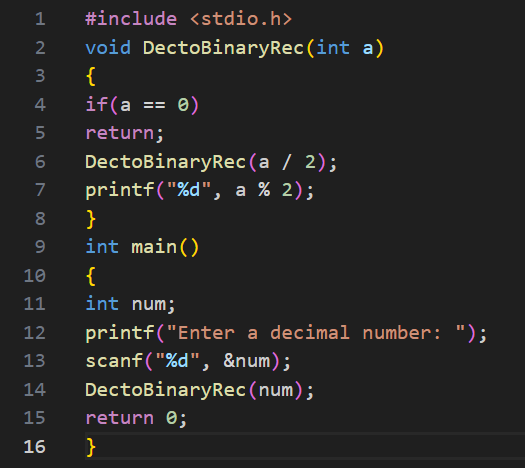 1 #include <stdio.h>
2 void DectoBinaryRec(int a)
3 {
4 if(a == 0)
5 return;
6 DectoBinaryRec(a / 2);
7 printf("%d", a % 2);
8 }
9 int main()
10 {
11 int num;
12 printf("Enter a decimal number: ");
13 scanf("%d", &num);
14 DectoBinaryRec(num);
15 return 0;
16 }